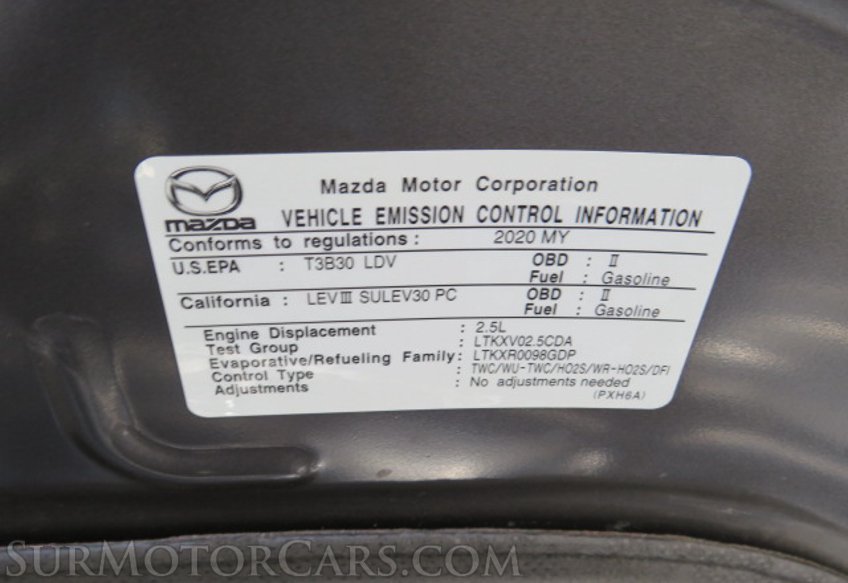 Mazda Motor Corporation
mazda VEHICLE EMISSION CONTROL INFORMATION
Conforms to regulations : 2020 MY
U.S.EPA : T3B30 LDV OBD : II
Fuel : Gasoline
California : LEV III SULEV30 PC OBD : II
Fuel : Gasoline
Engine Displacement : 2.5L
Test Group : LTKXV02.5CDA
Evaporative/Refueling Family: LTKXR0098GDP
Control Type : TWC/WU-TWC/HO2S/WR-HO2S/DFI
Adjustments : No adjustments needed
(PXH6A)
SurMotorCars.com